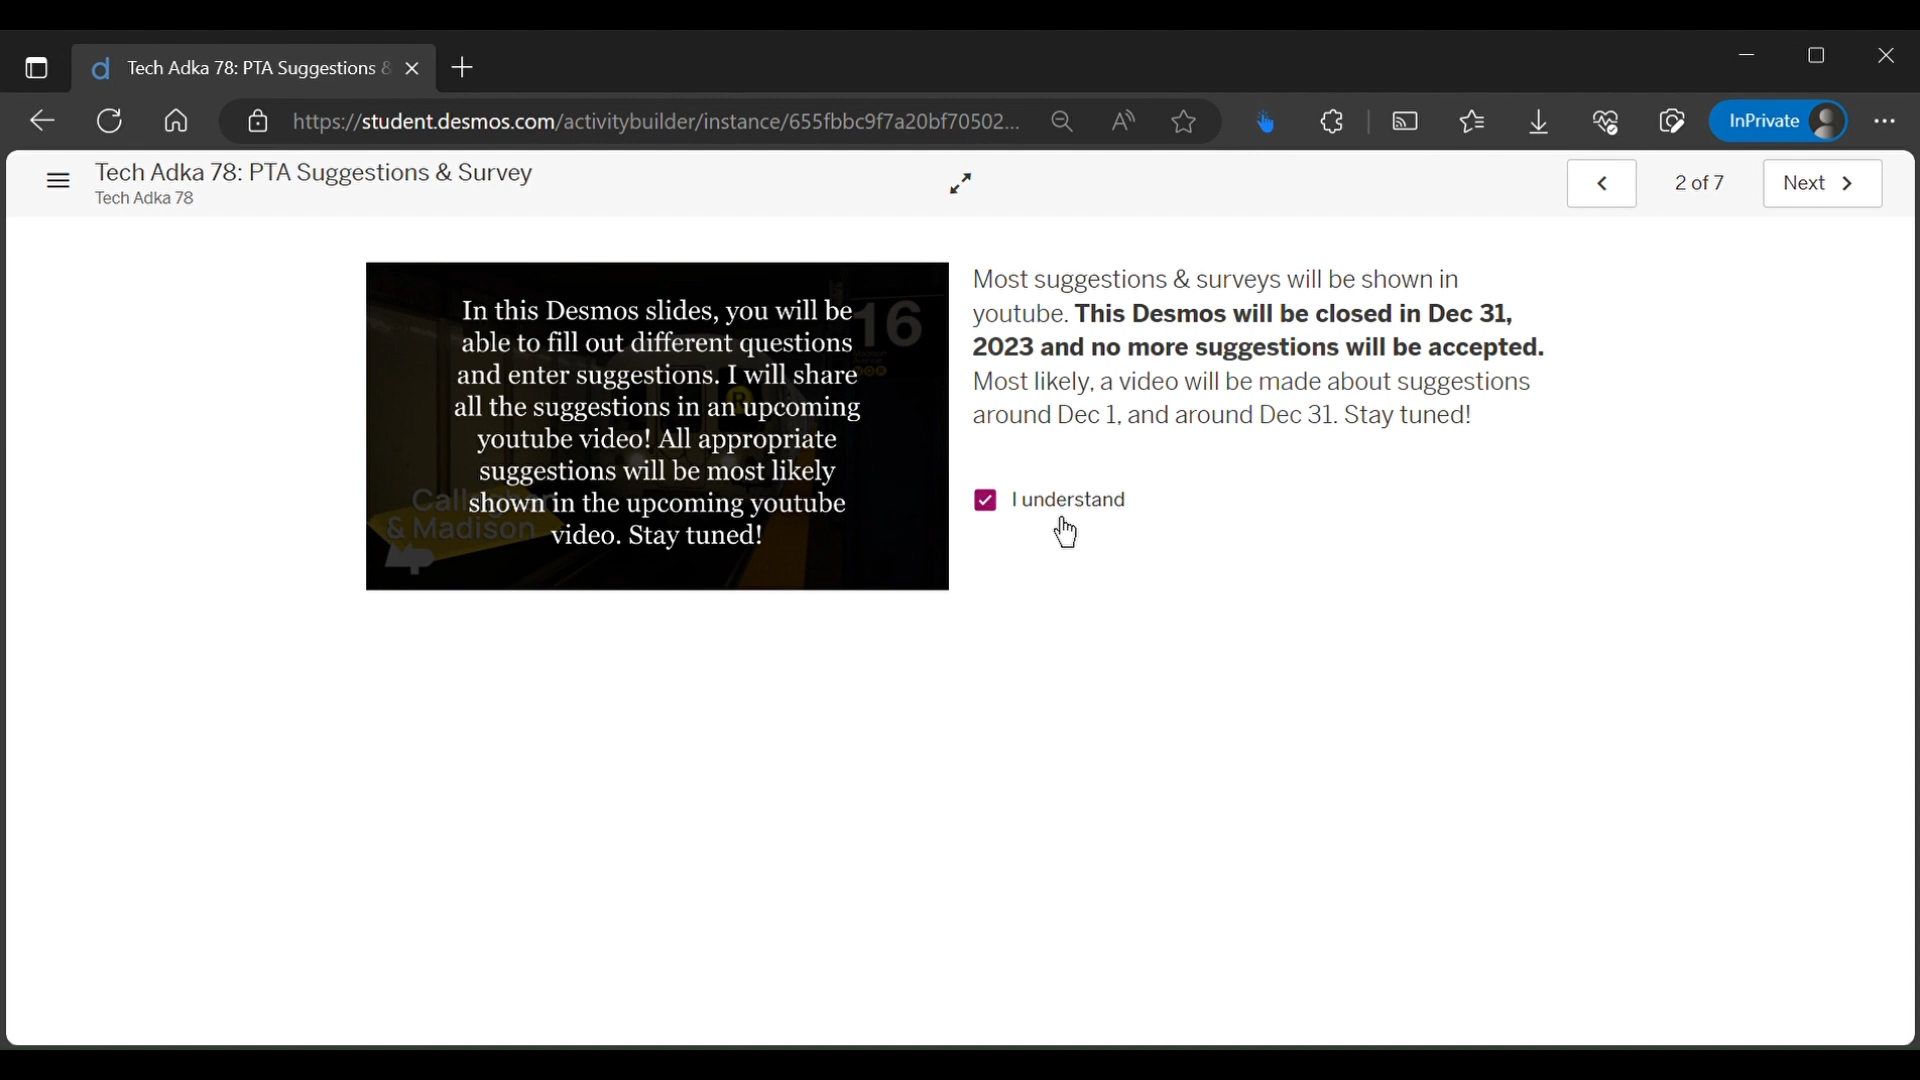 Tech Adka 78: PTA Suggestions &
https://student.desmos.com/activitybuilder/instance/655fbbc9f7a20bf70502...
InPrivate
Tech Adka 78: PTA Suggestions & Survey
Tech Adka 78
2 of 7
Next
In this Desmos slides, you will be
able to fill out different questions
and enter suggestions. I will share
all the suggestions in an upcoming
youtube video! All appropriate
suggestions will be most likely
shown in the upcoming youtube
video. Stay tuned!
16
R
& Madison
Most suggestions & surveys will be shown in
youtube. This Desmos will be closed in Dec 31,
2023 and no more suggestions will be accepted.
Most likely, a video will be made about suggestions
around Dec 1, and around Dec 31. Stay tuned!
I understand